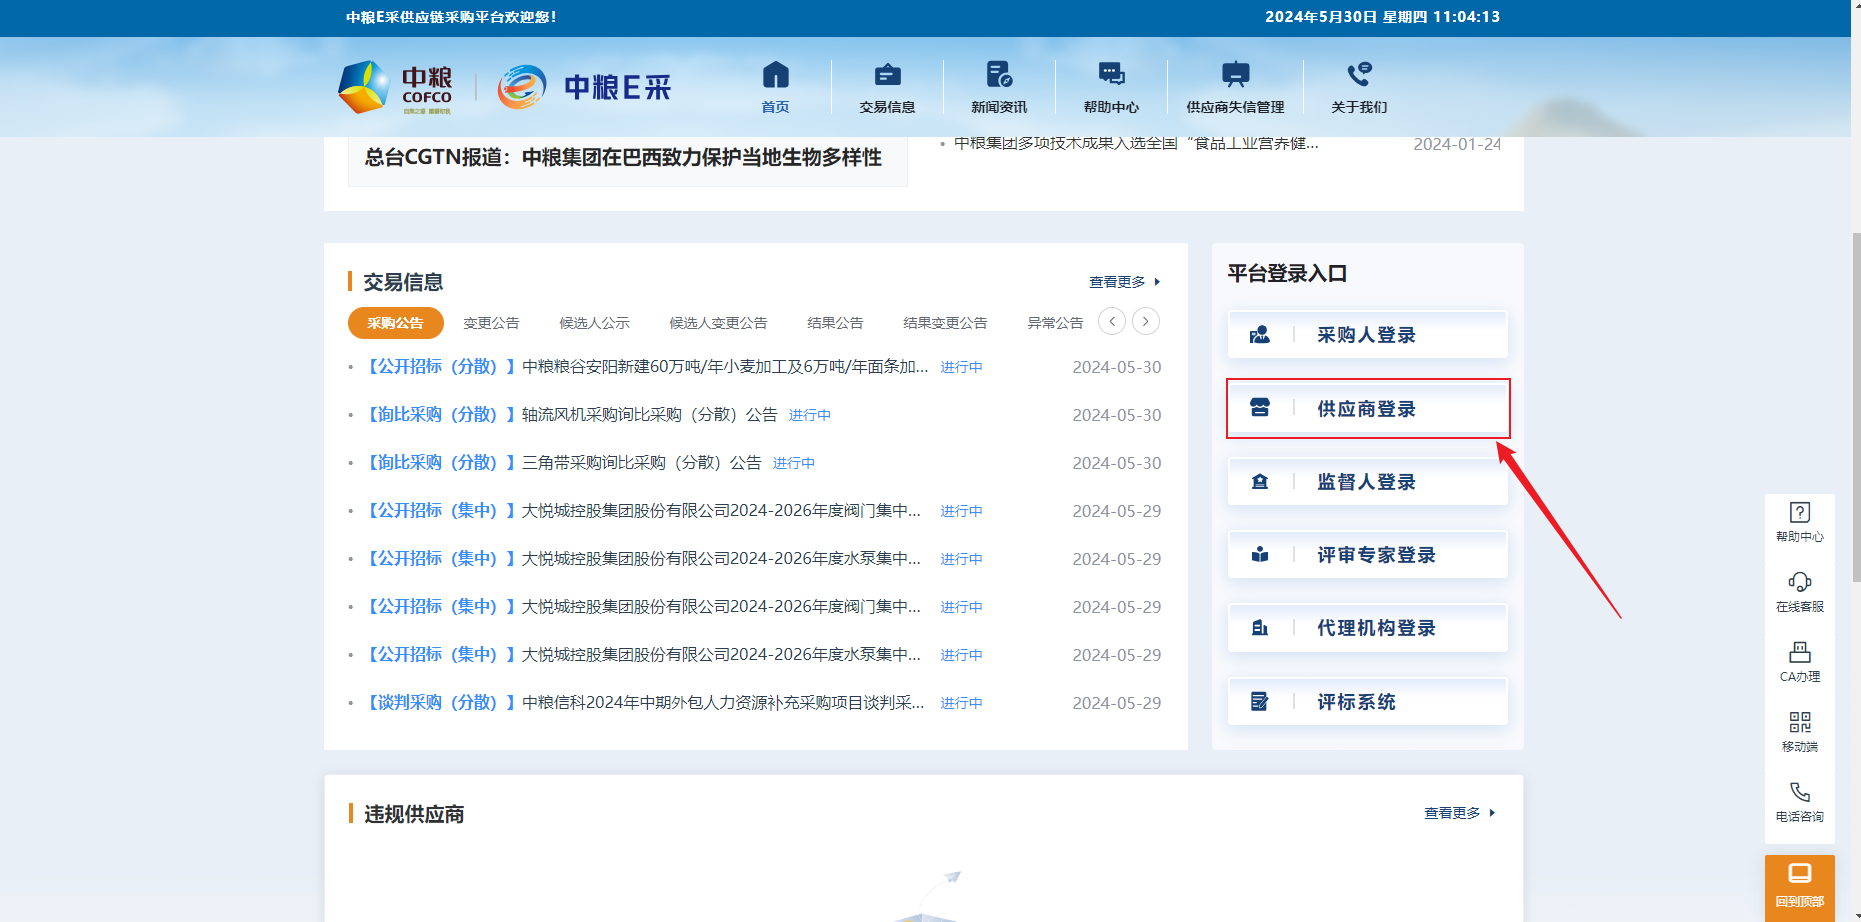 中粮E采供应链采购平台欢迎您！
2024年5月30日 星期四 11:04:13
中粮
COFCO
中粮E采
首页
交易信息
新闻资讯
帮助中心
供应商失信管理
关于我们
总台CGTN报道：中粮集团在巴西致力保护当地生物多样性
中粮集团多项技术成果入选全国“食品工业营养健...
2024-01-24
交易信息
查看更多
采购公告
变更公告
候选人公示
候选人变更公告
结果公告
结果变更公告
异常公告
【公开招标（分散）】中粮粮谷安阳新建60万吨/年小麦加工及6万吨/年面条加... 进行中 2024-05-30
【询比采购（分散）】轴流风机采购询比采购（分散）公告 进行中 2024-05-30
【询比采购（分散）】三角带采购询比采购（分散）公告 进行中 2024-05-30
【公开招标（集中）】大悦城控股集团股份有限公司2024-2026年度阀门集中... 进行中 2024-05-29
【公开招标（集中）】大悦城控股集团股份有限公司2024-2026年度水泵集中... 进行中 2024-05-29
【公开招标（集中）】大悦城控股集团股份有限公司2024-2026年度阀门集中... 进行中 2024-05-29
【公开招标（集中）】大悦城控股集团股份有限公司2024-2026年度水泵集中... 进行中 2024-05-29
【谈判采购（分散）】中粮信科2024年中期外包人力资源补充采购项目谈判采... 进行中 2024-05-29
平台登录入口
采购人登录
供应商登录
监督人登录
评审专家登录
代理机构登录
评标系统
违规供应商
查看更多
帮助中心
在线客服
CA办理
移动端
电话咨询
回到顶部